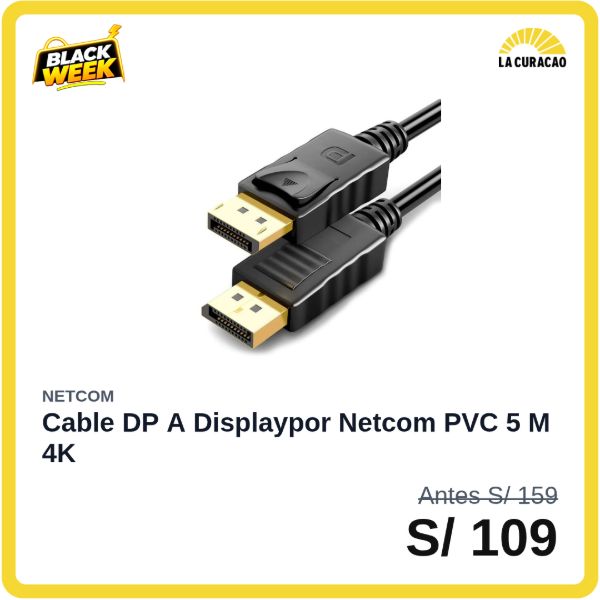 BLACK
WEEK
LA CURACAO
NETCOM
Cable DP A Displaypor Netcom PVC 5 M
4K
Antes S/ 159
S/ 109